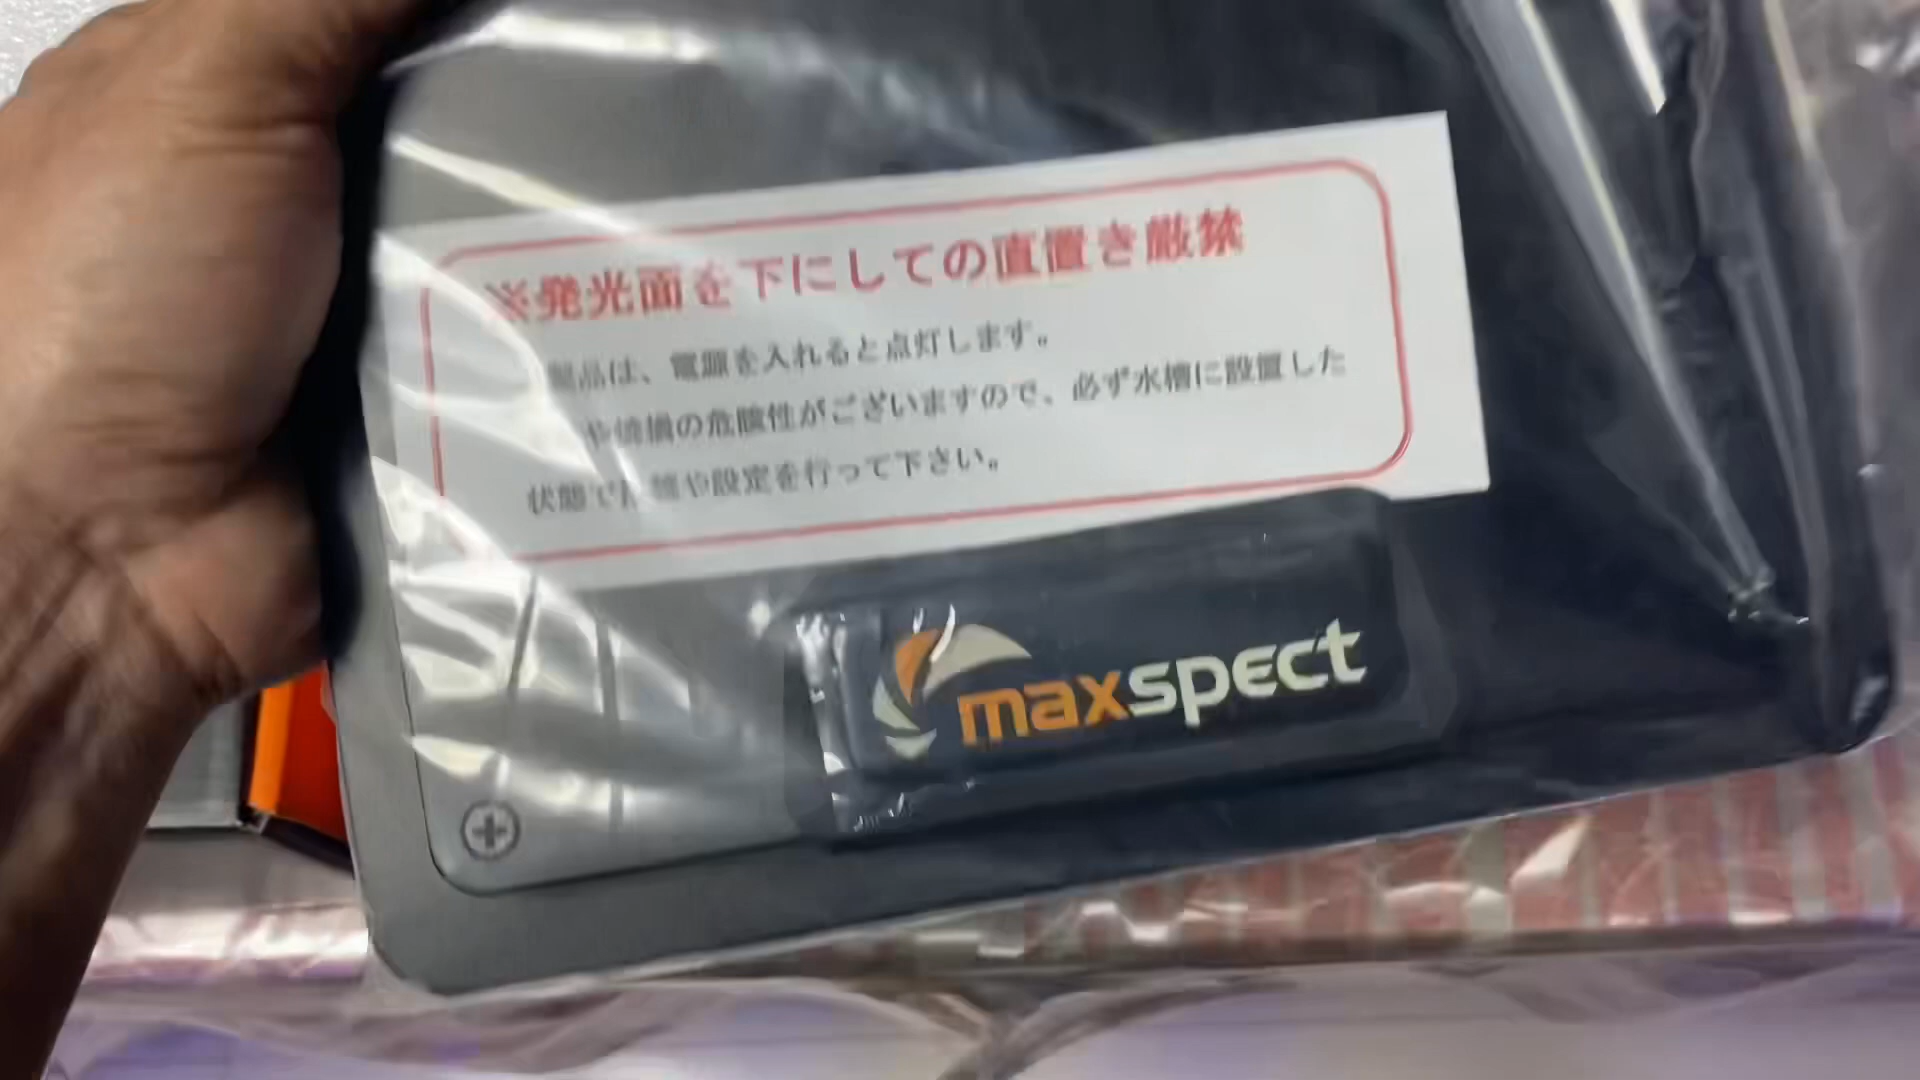 ※発光面を下にしての直置き厳禁
製品は、電源を入れると点灯します。
や焼損の危険性がございますので、必ず水槽に設置した
状態で や設定を行って下さい。
maxspect